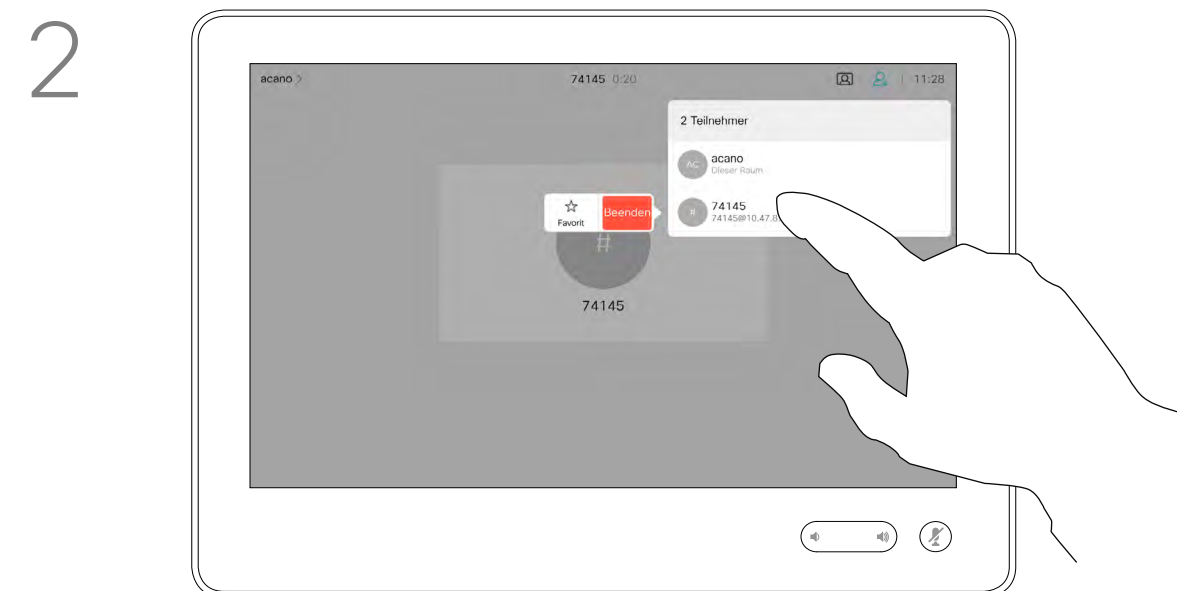 2
acano > 74145 0:20 | 11:28
2 Teilnehmer
AC acano
Dieser Raum
# 74145
74145@10.47.8
Favorit Beenden
#
74145